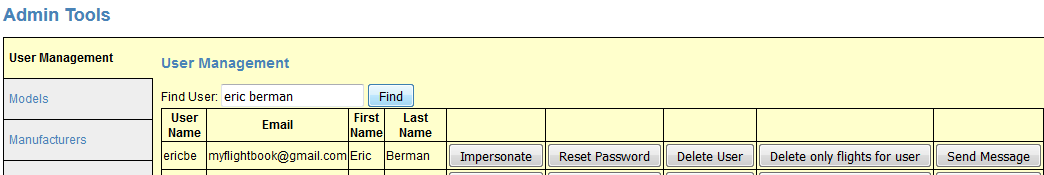 Admin Tools
User Management
Models
Manufacturers
User Management
Find User: eric berman Find
User Name Email First Name Last Name
ericbe myflightbook@gmail.com Eric Berman Impersonate Reset Password Delete User Delete only flights for user Send Message